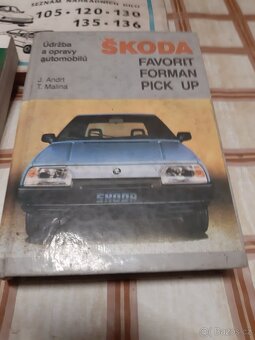 SEZNAM NÁHRADNÍCH DÍLŮ
105 · 120 · 130
135 · 136
Údržba
a opravy
automobilů
ŠKODA
FAVORIT
FORMAN
PICK UP
J. Andrt
T. Malina
ŠKODA